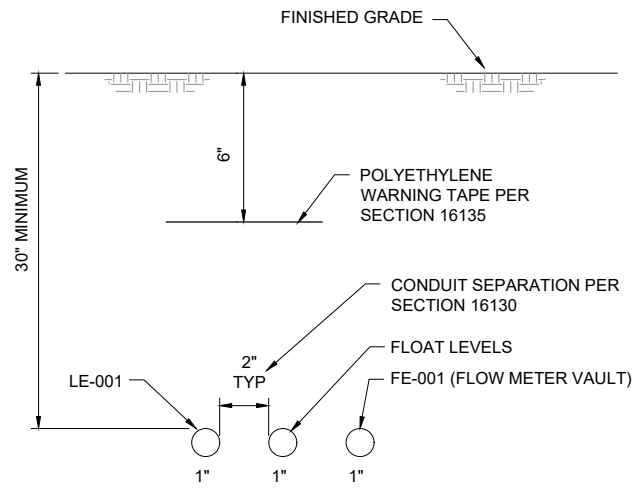 FINISHED GRADE
6"
30" MINIMUM
POLYETHYLENE
WARNING TAPE PER
SECTION 16135
CONDUIT SEPARATION PER
SECTION 16130
2"
TYP
FLOAT LEVELS
LE-001
FE-001 (FLOW METER VAULT)
1"
1"
1"